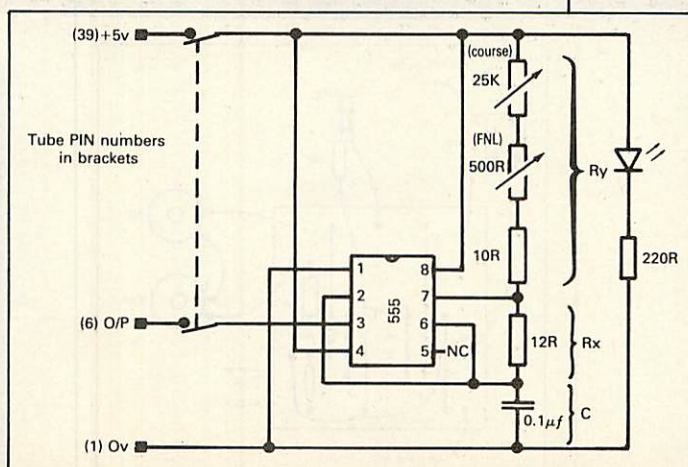 (39)+5v
(course)
25K
Tube PIN numbers
in brackets
(FNL)
500R
Ry
10R
220R
1 8
2 7
3 6
4 5
555
NC
(6) O/P
12R
Rx
0.1µf
C
(1) Ov